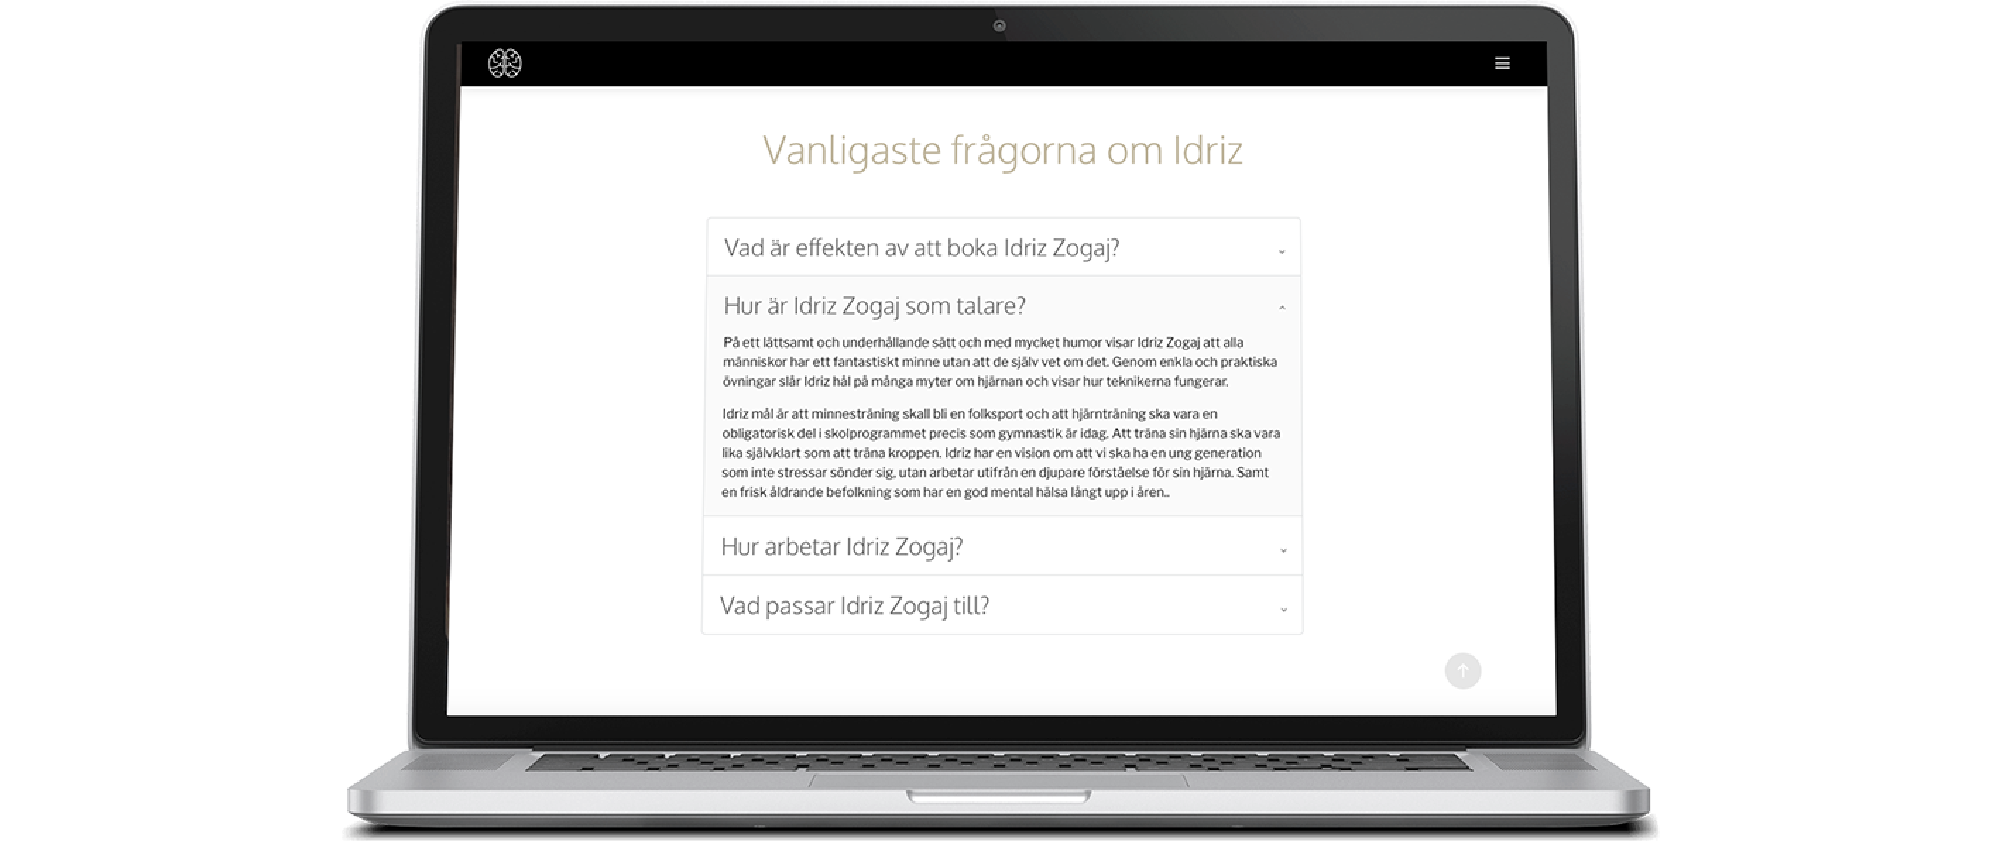 Vanligaste frågorna om Idriz
Vad är effekten av att boka Idriz Zogaj?
Hur är Idriz Zogaj som talare?
På ett lättsamt och underhållande sätt och med mycket humor visar Idriz Zogaj att alla
människor har ett fantastiskt minne utan att de själv vet om det. Genom enkla och praktiska
övningar slår Idriz hål på många myter om hjärnan och visar hur teknikerna fungerar.
Idriz mål är att minnesträning skall bli en folksport och att hjärnträning ska vara en
obligatorisk del i skolprogrammet precis som gymnastik är idag. Att träna sin hjärna ska vara
lika självklart som att träna kroppen. Idriz har en vision om att vi ska ha en ung generation
som inte stressar sönder sig, utan arbetar utifrån en djupare förståelse för sin hjärna. Samt
en frisk åldrande befolkning som har en god mental hälsa långt upp i åren..
Hur arbetar Idriz Zogaj?
Vad passar Idriz Zogaj till?